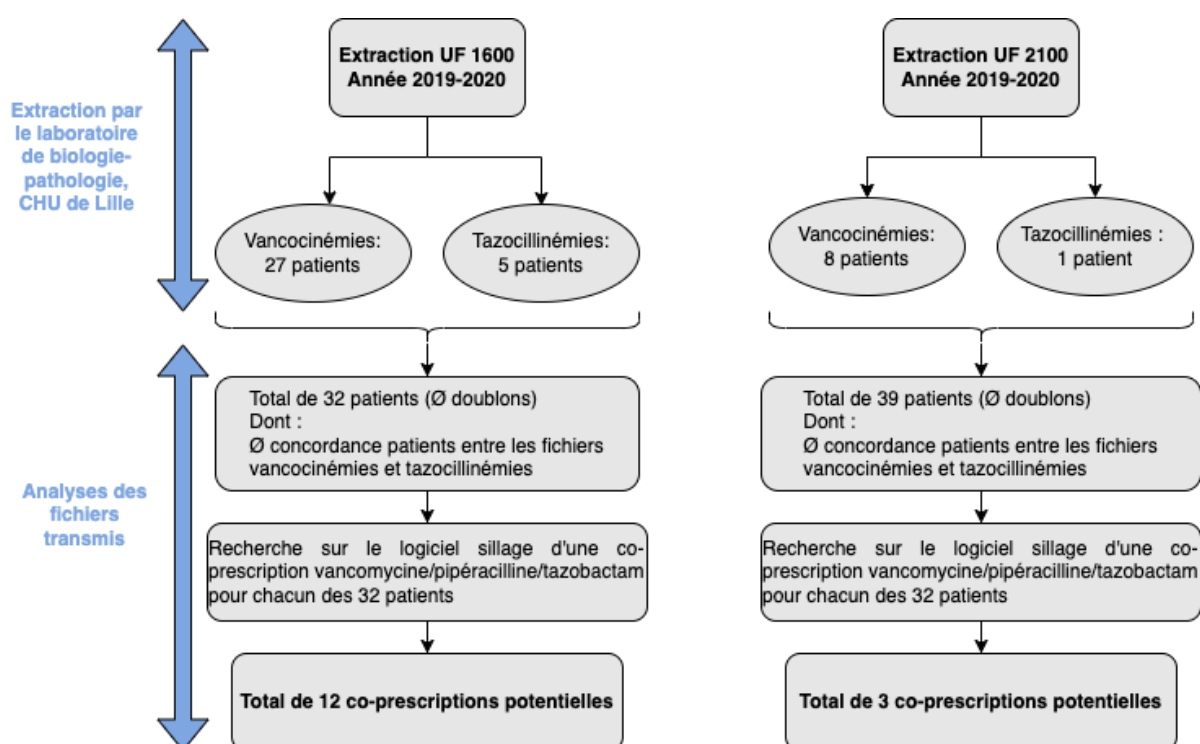 Extraction par
le laboratoire
de biologie-
pathologie,
CHU de Lille
Extraction UF 1600
Année 2019-2020
Vancocinémies:
27 patients
Tazocillinémies:
5 patients
Extraction UF 2100
Année 2019-2020
Vancocinémies:
8 patients
Tazocillinémies :
1 patient
Analyses des
fichiers
transmis
Total de 32 patients (Ø doublons)
Dont :
Ø concordance patients entre les fichiers
vancocinémies et tazocillinémies
Recherche sur le logiciel sillage d'une co-
prescription vancomycine/pipéracilline/tazobactam
pour chacun des 32 patients
Total de 12 co-prescriptions potentielles
Total de 39 patients (Ø doublons)
Dont :
Ø concordance patients entre les fichiers
vancocinémies et tazocillinémies
Recherche sur le logiciel sillage d'une co-
prescription vancomycine/pipéracilline/tazobactam
pour chacun des 32 patients
Total de 3 co-prescriptions potentielles